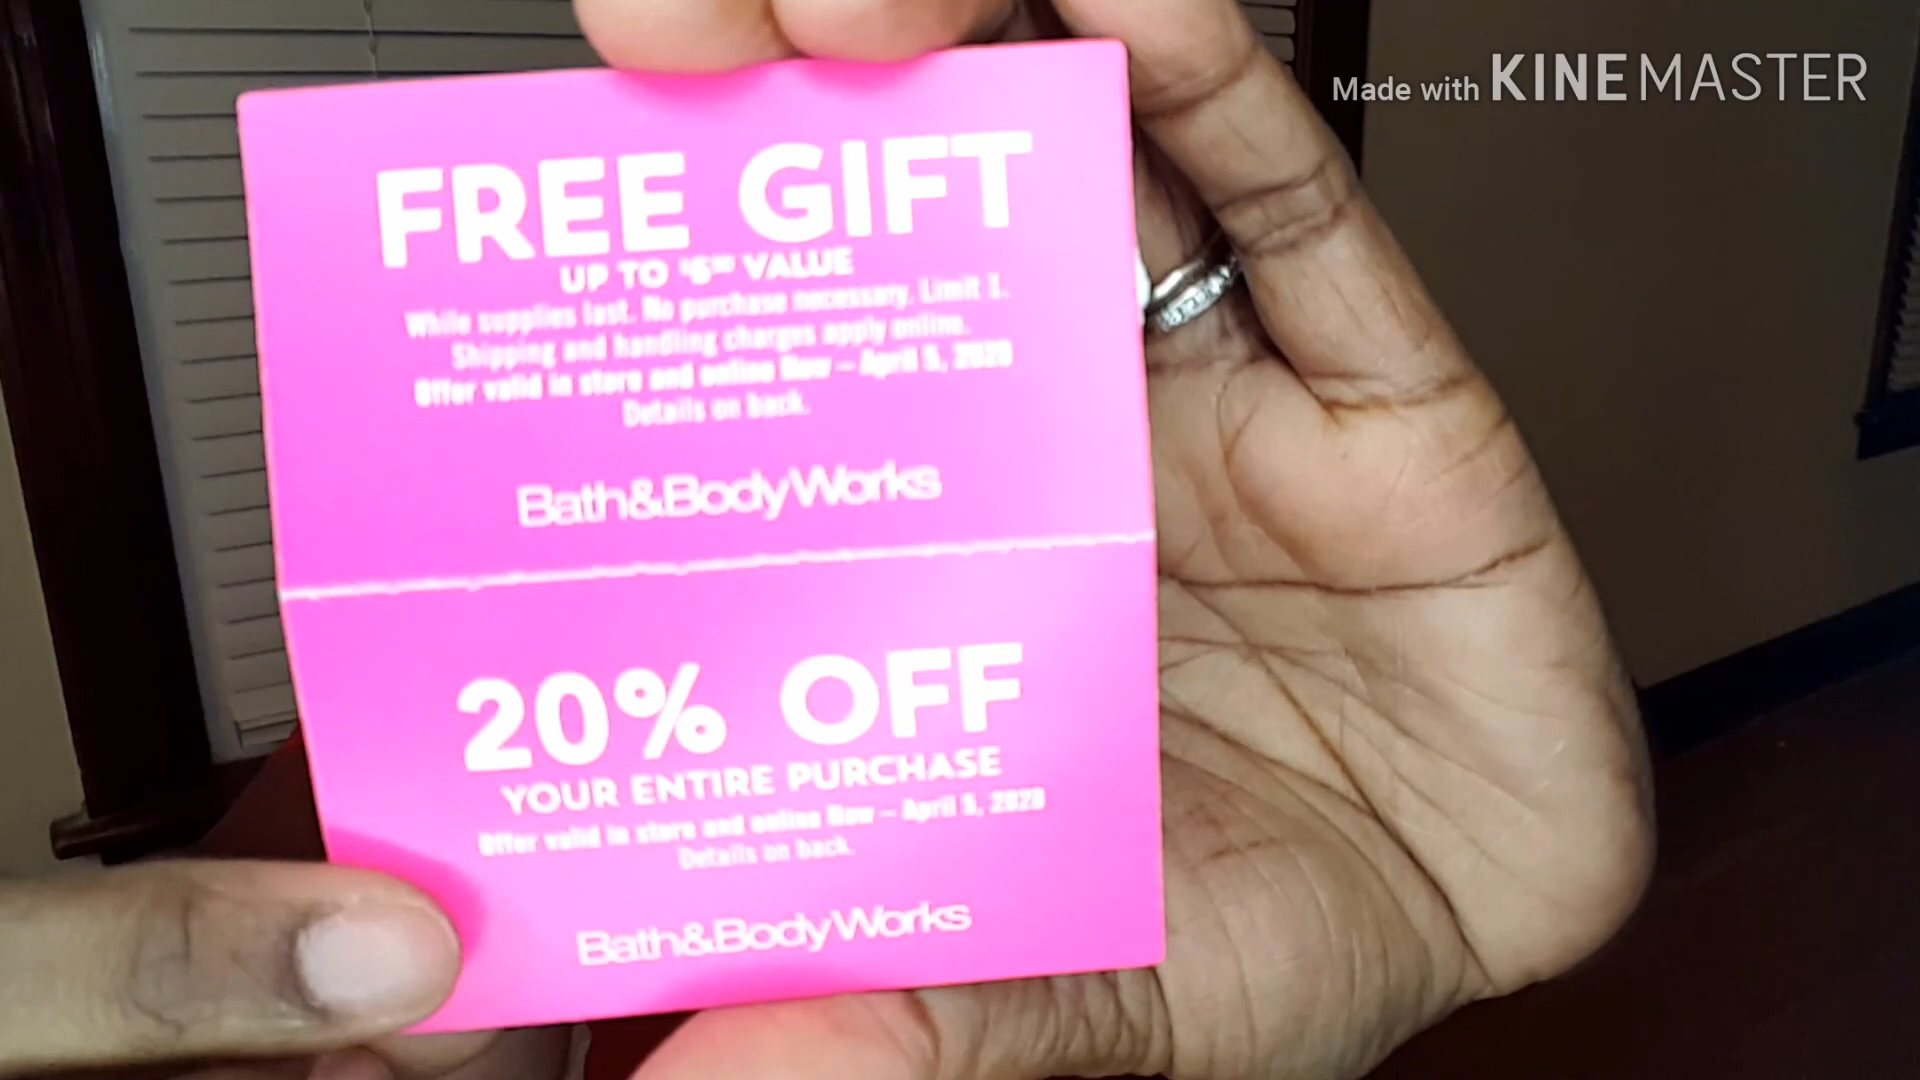 Made with KINEMASTER
FREE GIFT
UP TO $6⁵⁰ VALUE
While supplies last. No purchase necessary. Limit 1.
Shipping and handling charges apply online.
Offer valid in store and online Now – April 5, 2020
Details on back.
Bath&BodyWorks
20% OFF
YOUR ENTIRE PURCHASE
Offer valid in store and online Now – April 5, 2020
Details on back.
Bath&BodyWorks